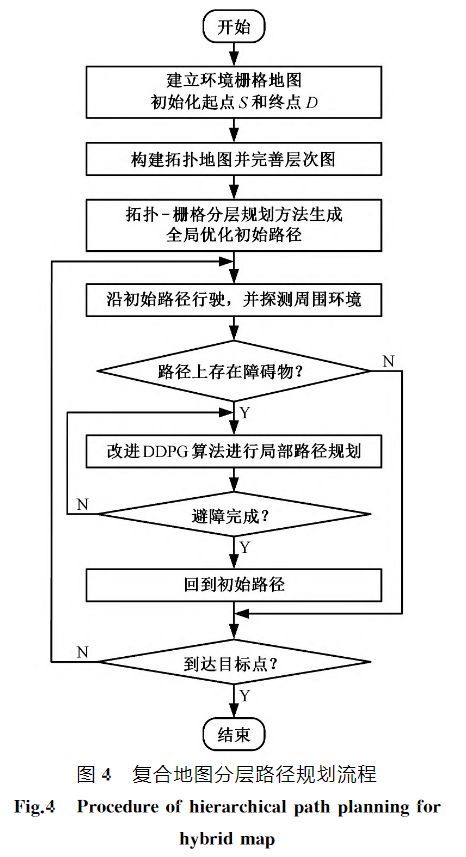 开始
建立环境栅格地图
初始化起点S和终点D
构建拓扑地图并完善层次图
拓扑-栅格分层规划方法生成
全局优化初始路径
沿初始路径行驶，并探测周围环境
路径上存在障碍物？
N
Y
改进DDPG算法进行局部路径规划
N
避障完成？
Y
回到初始路径
N
到达目标点？
Y
结束
图 4 复合地图分层路径规划流程
Fig.4 Procedure of hierarchical path planning for
hybrid map